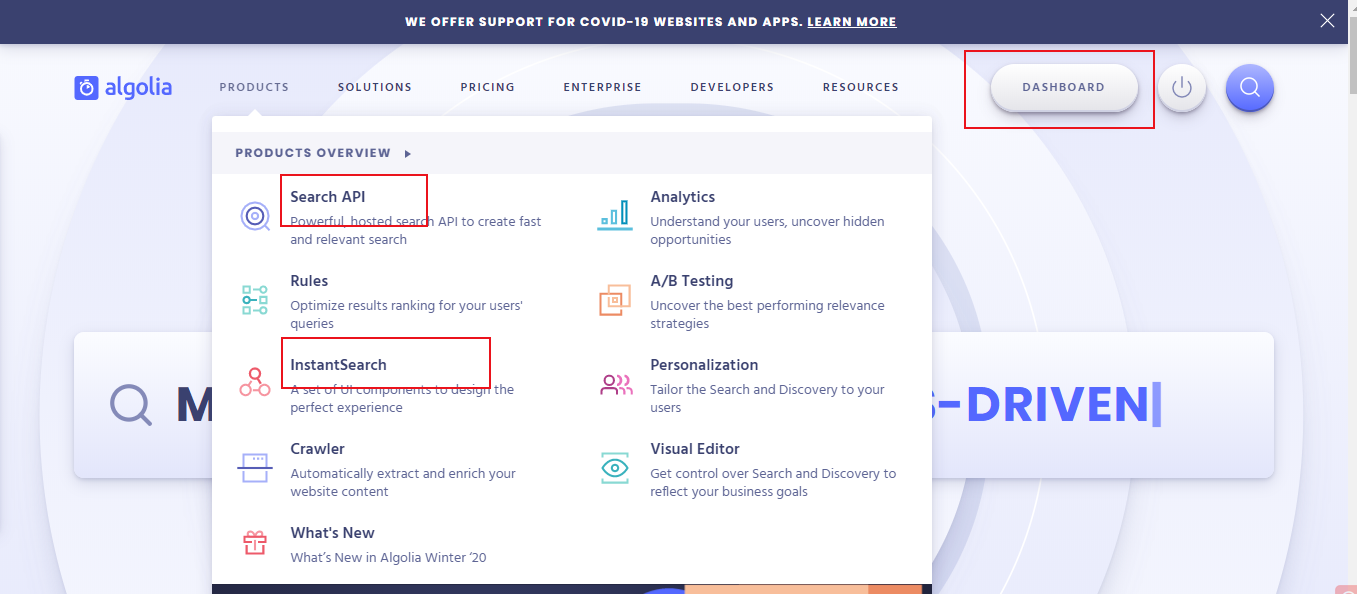 WE OFFER SUPPORT FOR COVID-19 WEBSITES AND APPS. LEARN MORE
algolia
PRODUCTS
SOLUTIONS
PRICING
ENTERPRISE
DEVELOPERS
RESOURCES
DASHBOARD
PRODUCTS OVERVIEW
Search API
Powerful, hosted search API to create fast
and relevant search
Analytics
Understand your users, uncover hidden
opportunities
Rules
Optimize results ranking for your users'
queries
A/B Testing
Uncover the best performing relevance
strategies
InstantSearch
A set of UI components to design the
perfect experience
Personalization
Tailor the Search and Discovery to your
users
M
-DRIVEN
Crawler
Automatically extract and enrich your
website content
Visual Editor
Get control over Search and Discovery to
reflect your business goals
What's New
What’s New in Algolia Winter ‘20